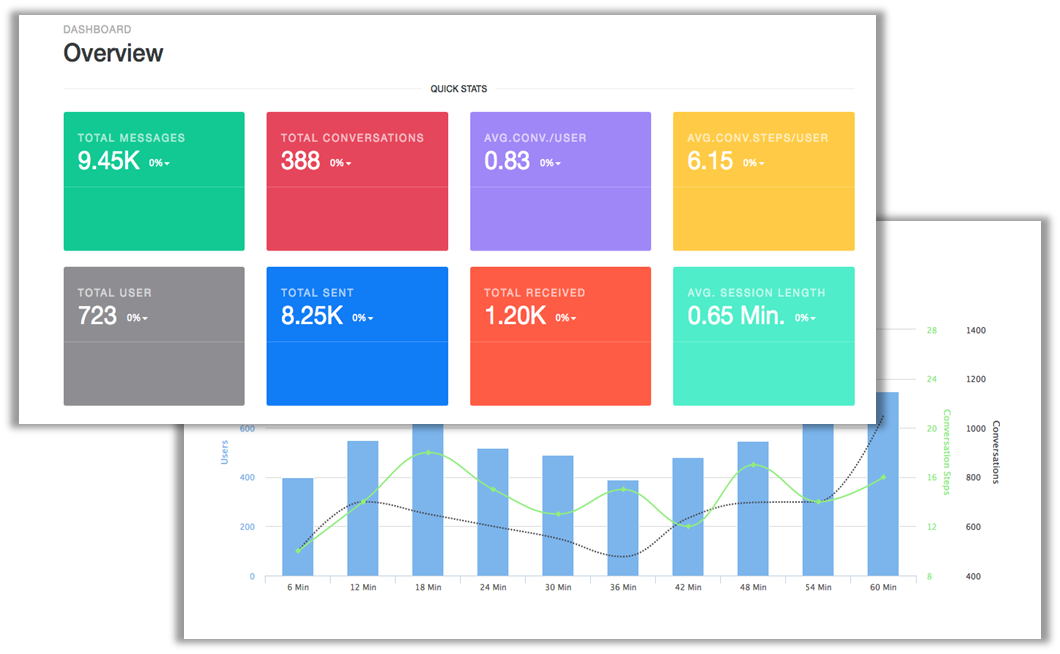 DASHBOARD
Overview
QUICK STATS
TOTAL MESSAGES
9.45K 0%
TOTAL CONVERSATIONS
388 0%
AVG.CONV./USER
0.83 0%
AVG.CONV.STEPS/USER
6.15 0%
TOTAL USER
723 0%
TOTAL SENT
8.25K 0%
TOTAL RECEIVED
1.20K 0%
AVG. SESSION LENGTH
0.65 Min. 0%
Users
600
400
200
0
6 Min
12 Min
18 Min
24 Min
30 Min
36 Min
42 Min
48 Min
54 Min
60 Min
28
24
20
16
12
8
Conversation Steps
1400
1200
1000
800
600
400
Conversations